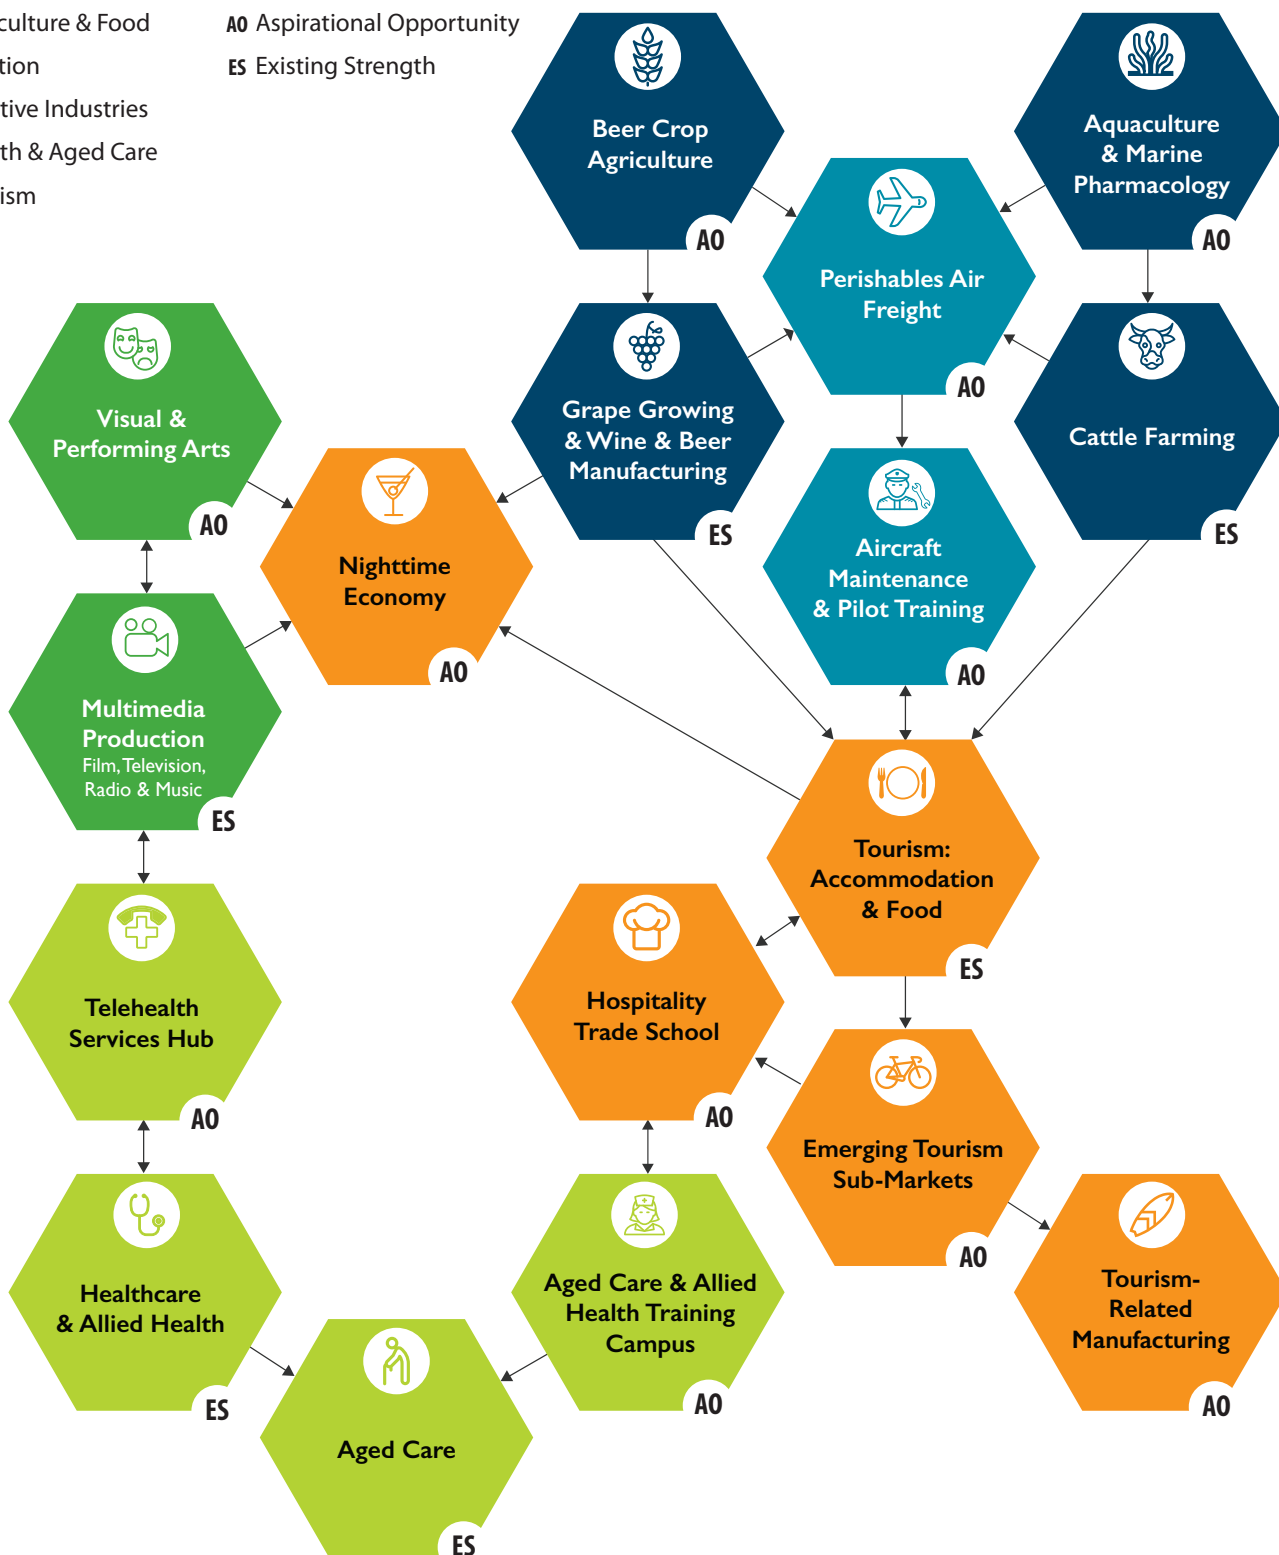 culture & Food
tion
tive Industries
th & Aged Care
ism
AO Aspirational Opportunity
ES Existing Strength
Beer Crop
Agriculture
AO
Aquaculture
& Marine
Pharmacology
AO
Perishables Air
Freight
AO
Visual &
Performing Arts
AO
Grape Growing
& Wine & Beer
Manufacturing
ES
Cattle Farming
ES
Nighttime
Economy
AO
Aircraft
Maintenance
& Pilot Training
AO
Multimedia
Production
Film, Television,
Radio & Music
ES
Tourism:
Accommodation
& Food
ES
Telehealth
Services Hub
AO
Hospitality
Trade School
AO
Emerging Tourism
Sub-Markets
AO
Healthcare
& Allied Health
ES
Aged Care & Allied
Health Training
Campus
AO
Tourism-
Related
Manufacturing
AO
Aged Care
ES